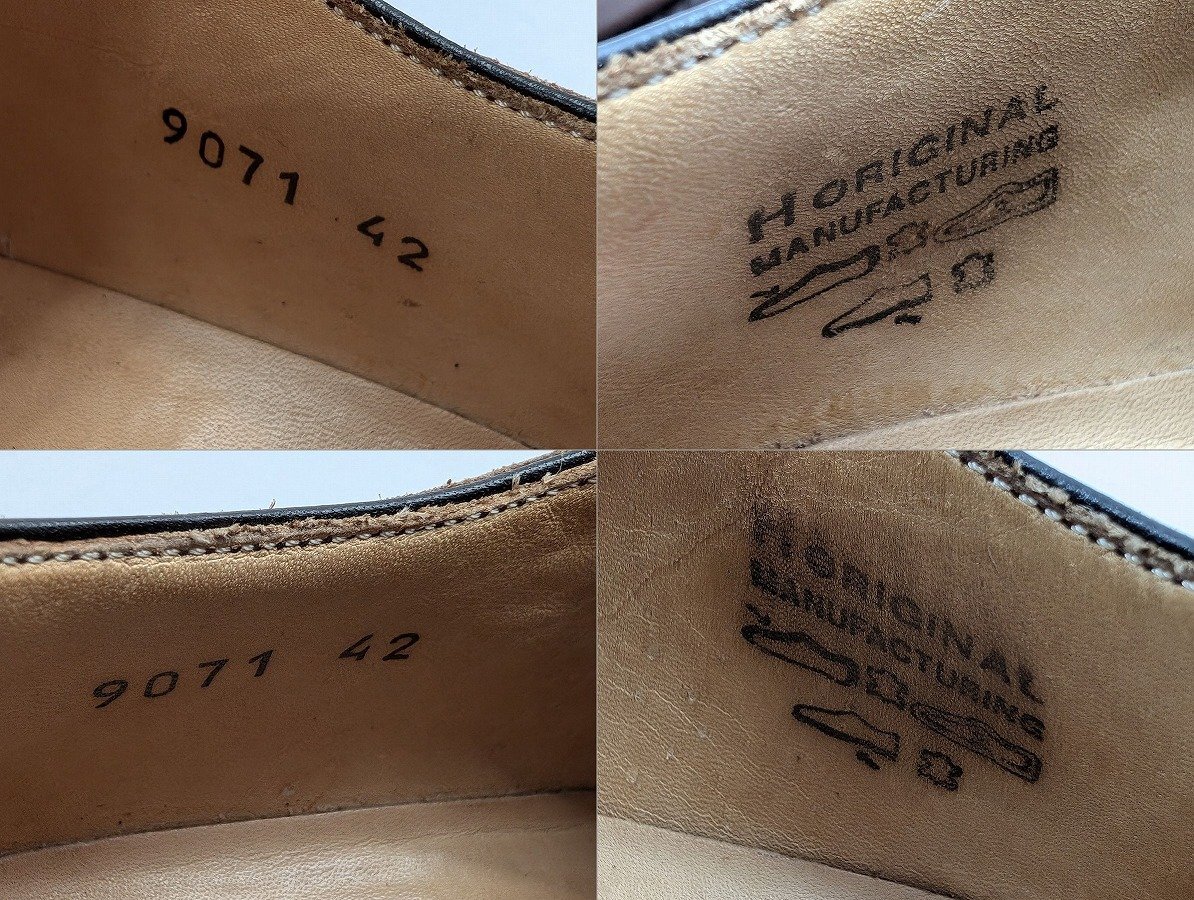 9071 42
H ORIGINAL
MANUFACTURING
9071 42
H ORIGINAL
MANUFACTURING